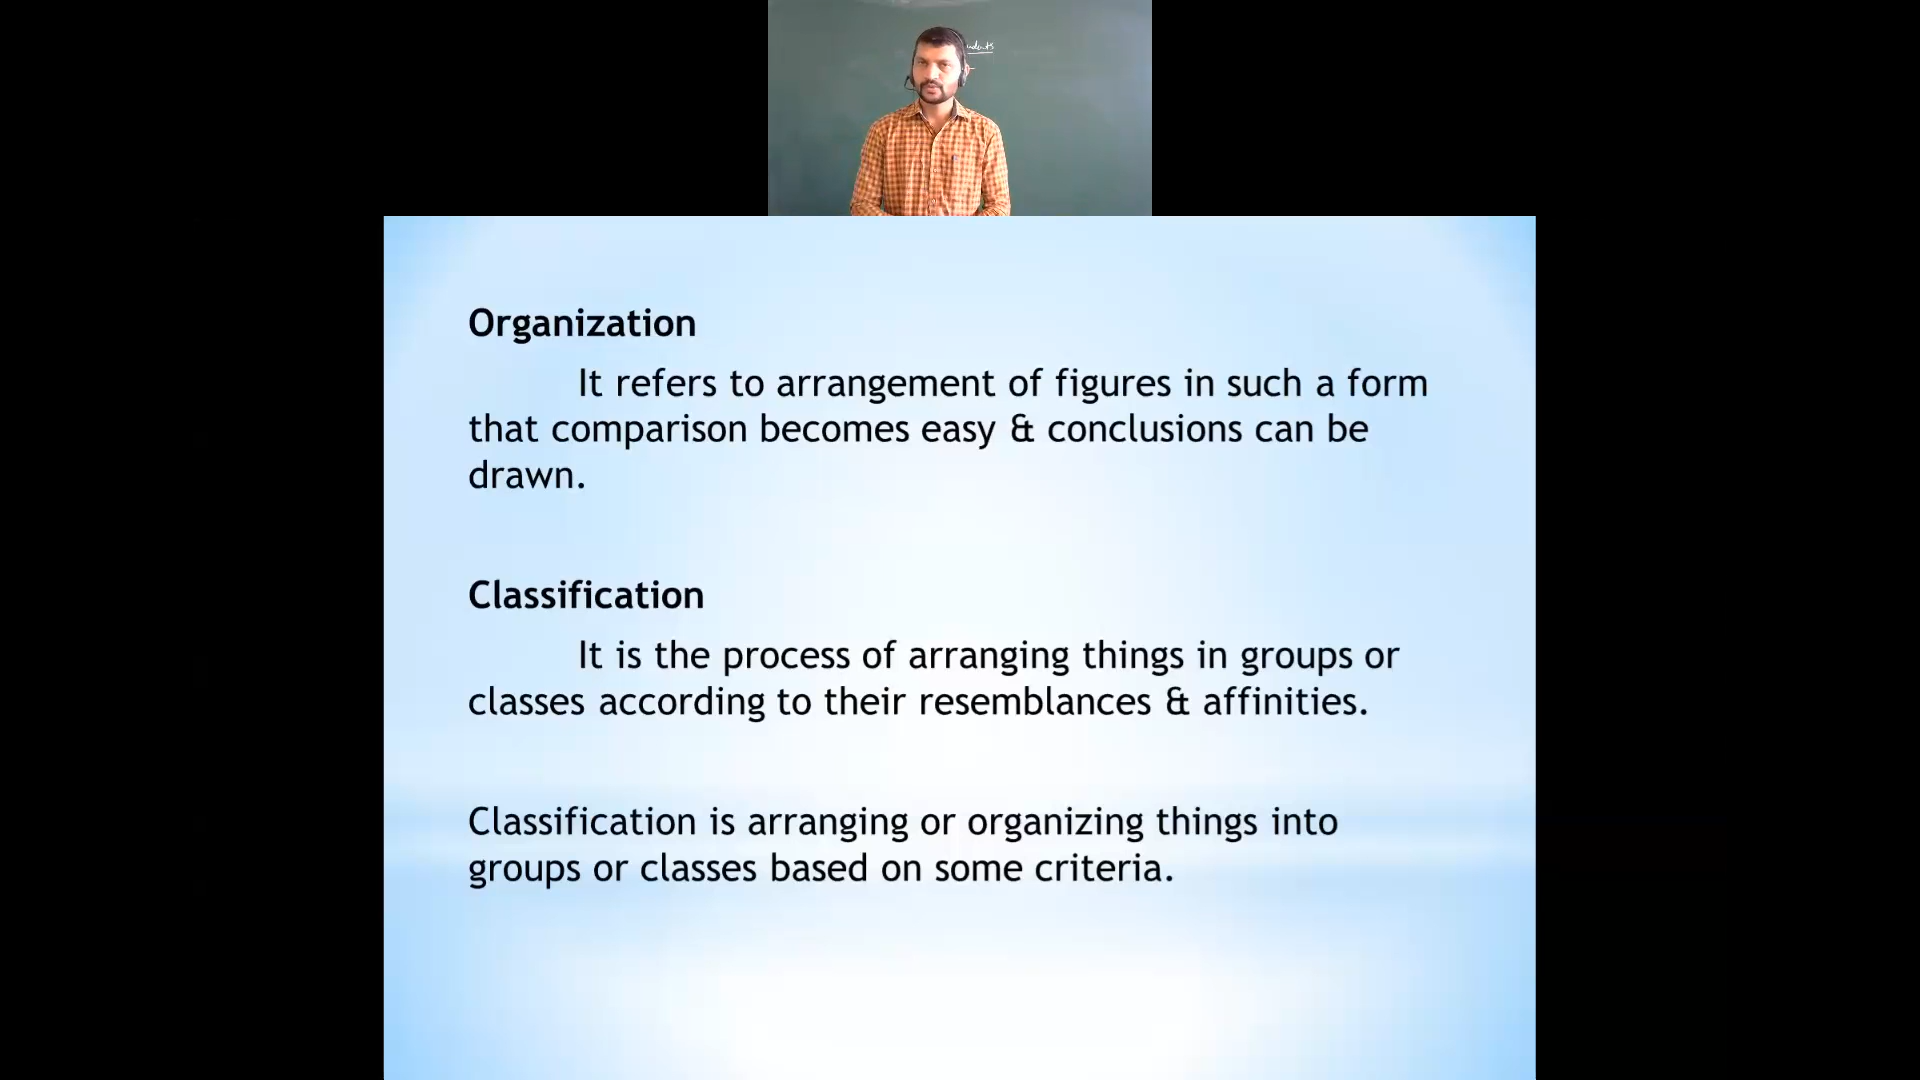 Organization
It refers to arrangement of figures in such a form
that comparison becomes easy & conclusions can be
drawn.
Classification
It is the process of arranging things in groups or
classes according to their resemblances & affinities.
Classification is arranging or organizing things into
groups or classes based on some criteria.